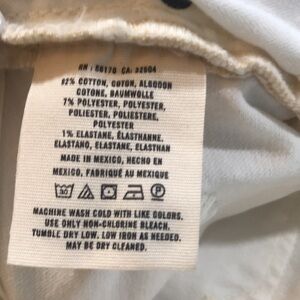 RN : 66170 CA: 32604
92% COTTON, COTON, ALGODON
COTONE, BAUMWOLLE
7% POLYESTER, POLYESTER,
POLIESTER, POLIESTERE,
POLYESTER
1% ELASTANE, ÉLASTHANNE,
ELASTANO, ELASTANE, ELASTHAN
MADE IN MEXICO, HECHO EN
MEXICO, FABRIQUÉ AU MEXIQUE
MACHINE WASH COLD WITH LIKE COLORS.
USE ONLY NON-CHLORINE BLEACH.
TUMBLE DRY LOW. LOW IRON AS NEEDED.
MAY BE DRY CLEANED.